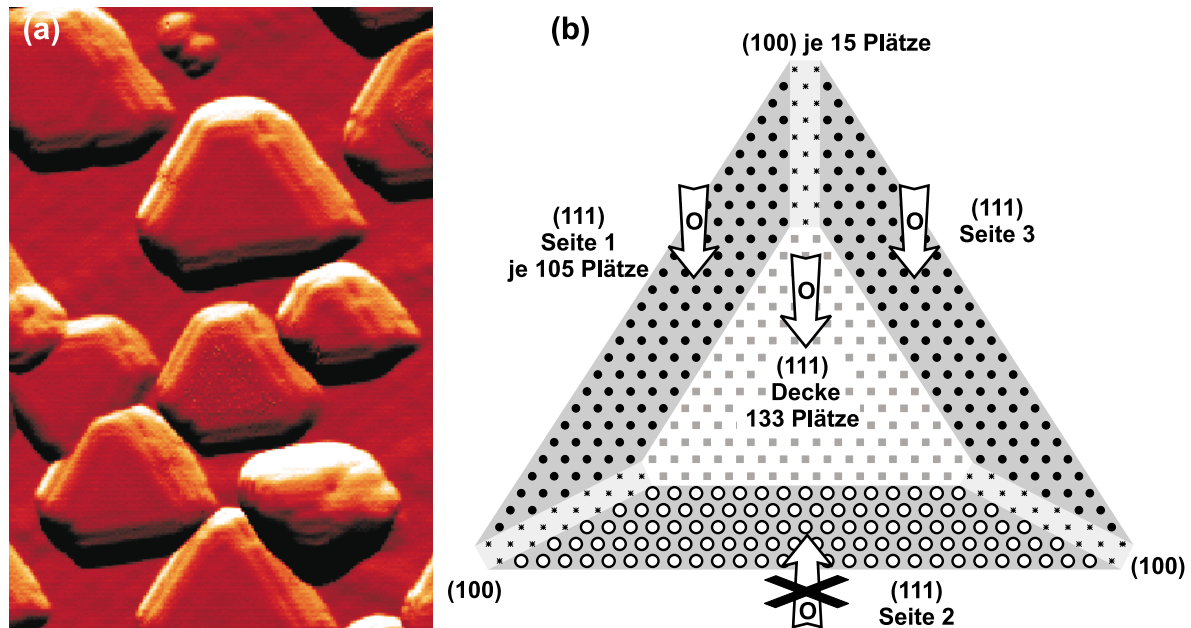 (a)
(b)
(100) je 15 Plätze
(111)
Seite 1
je 105 Plätze
O
O
(111)
Seite 3
O
(111)
Decke
133 Plätze
(100)
O
(111)
Seite 2
(100)